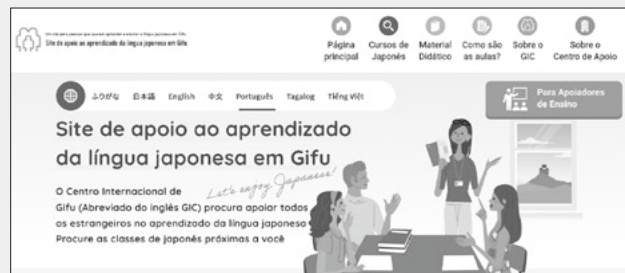 Site de apoio ao aprendizado da língua japonesa em Gifu
Página
principal
Cursos de
Japonês
Material
Didático
Como são
as aulas?
Sobre o
GIC
Sobre o
Centro de Apoio
ふりがな 日本語 English 中文 Português Tagalog Tiếng Việt
Para Apoiadores
de Ensino
Site de apoio ao aprendizado
da língua japonesa em Gifu
Let's enjoy Japanese!
O Centro Internacional de
Gifu (Abreviado do inglês GIC) procura apoiar todos
os estrangeiros no aprendizado da língua japonesa
Procure as classes de japonês próximas a você